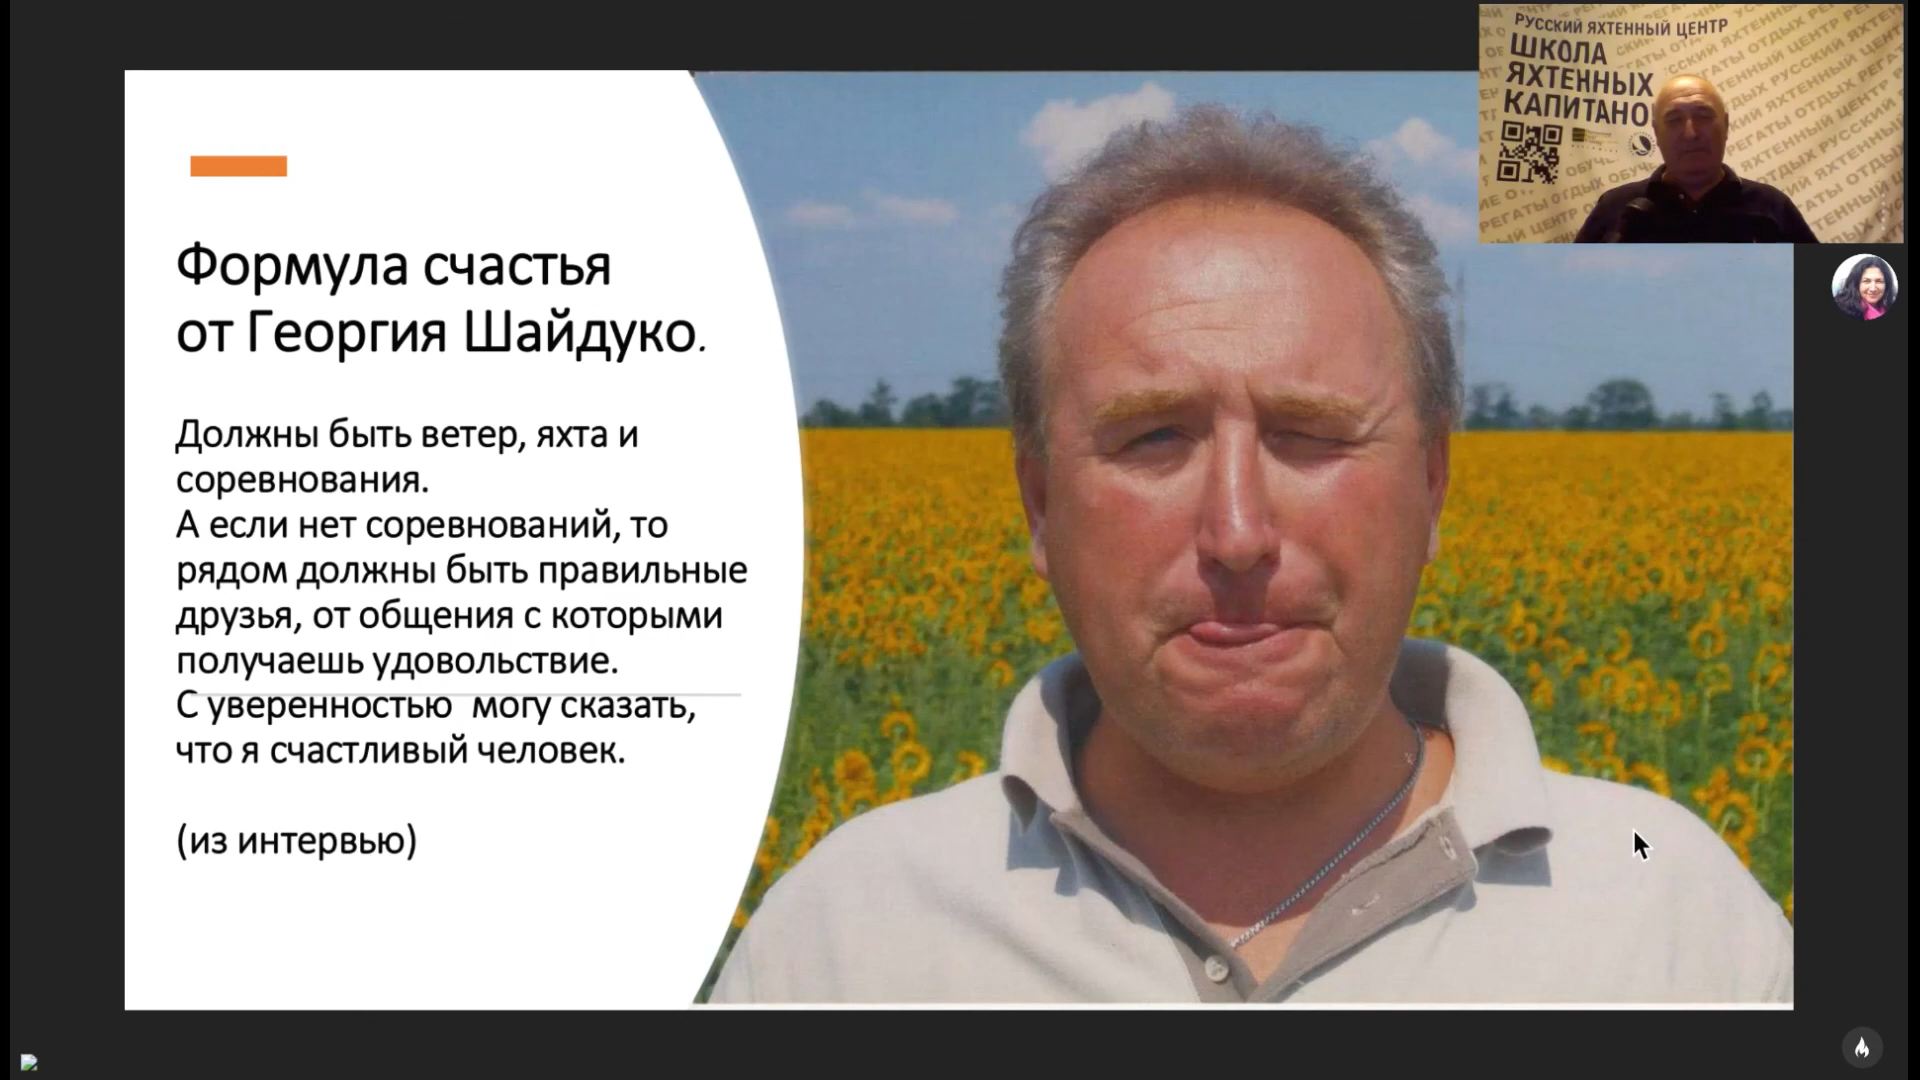 Формула счастья
от Георгия Шайдуко.
Должны быть ветер, яхта и
соревнования.
А если нет соревнований, то
рядом должны быть правильные
друзья, от общения с которыми
получаешь удовольствие.
С уверенностью могу сказать,
что я счастливый человек.
(из интервью)
РУССКИЙ ЯХТЕННЫЙ ЦЕНТР
ШКОЛА
ЯХТЕННЫХ
КАПИТАНО